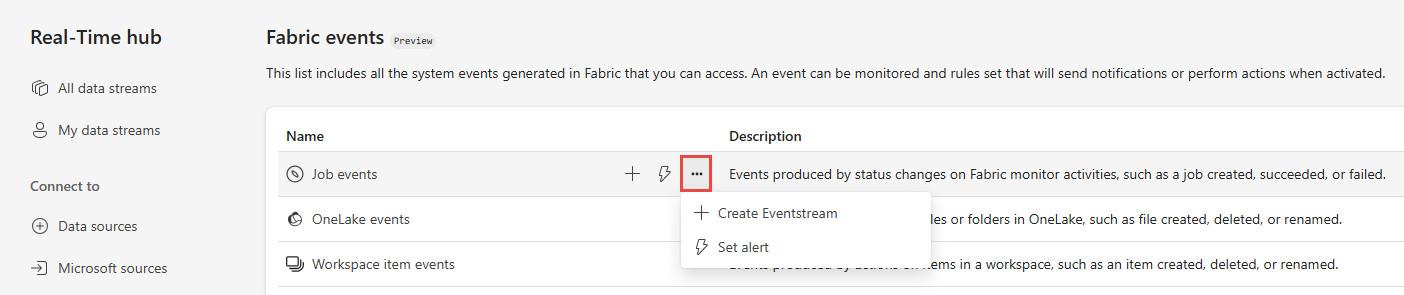 Real-Time hub
All data streams
My data streams
Connect to
Data sources
Microsoft sources
Fabric events Preview
This list includes all the system events generated in Fabric that you can access. An event can be monitored and rules set that will send notifications or perform actions when activated.
Name Description
Job events Events produced by status changes on Fabric monitor activities, such as a job created, succeeded, or failed.
Create Eventstream
Set alert
OneLake events or folders in OneLake, such as file created, deleted, or renamed.
Workspace item events Events produced by actions on items in a workspace, such as an item created, deleted, or renamed.